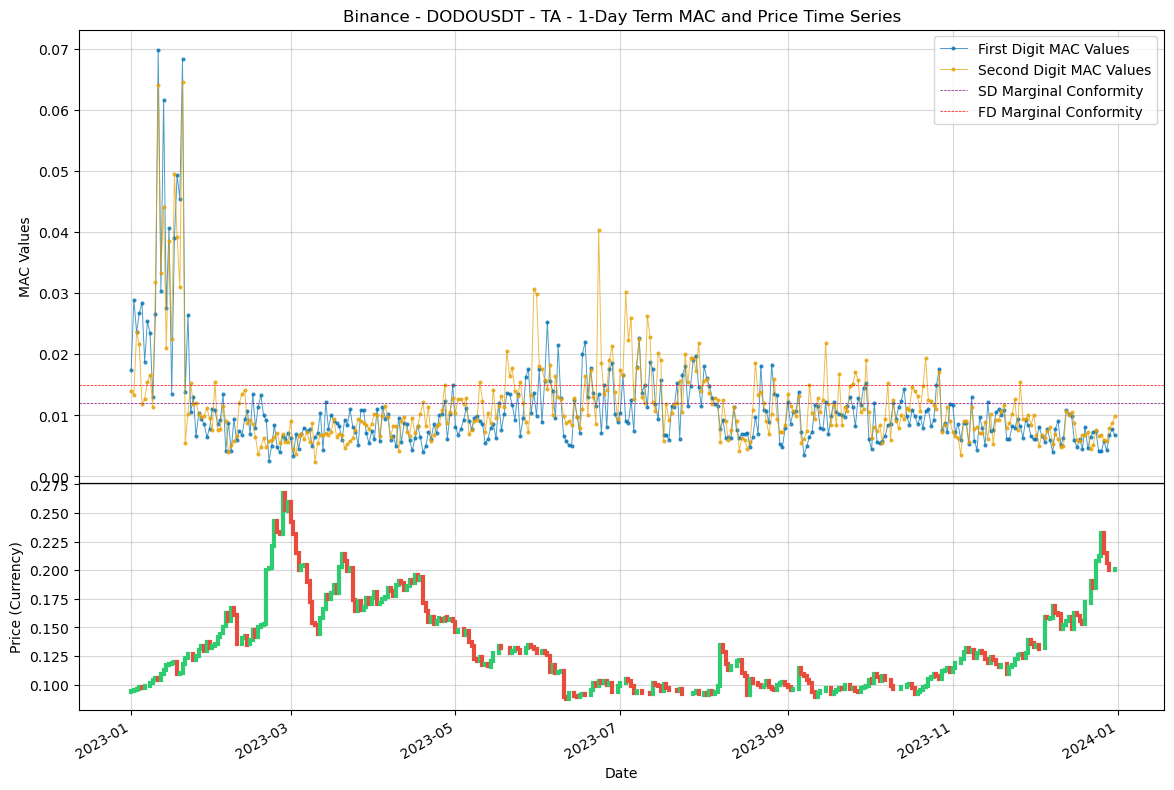 Binance - DODOUSDT - TA - 1-Day Term MAC and Price Time Series
First Digit MAC Values
Second Digit MAC Values
SD Marginal Conformity
FD Marginal Conformity
MAC Values
0.07
0.06
0.05
0.04
0.03
0.02
0.01
0.00
Price (Currency)
0.275
0.250
0.225
0.200
0.175
0.150
0.125
0.100
2023-01
2023-03
2023-05
2023-07
2023-09
2023-11
2024-01
Date